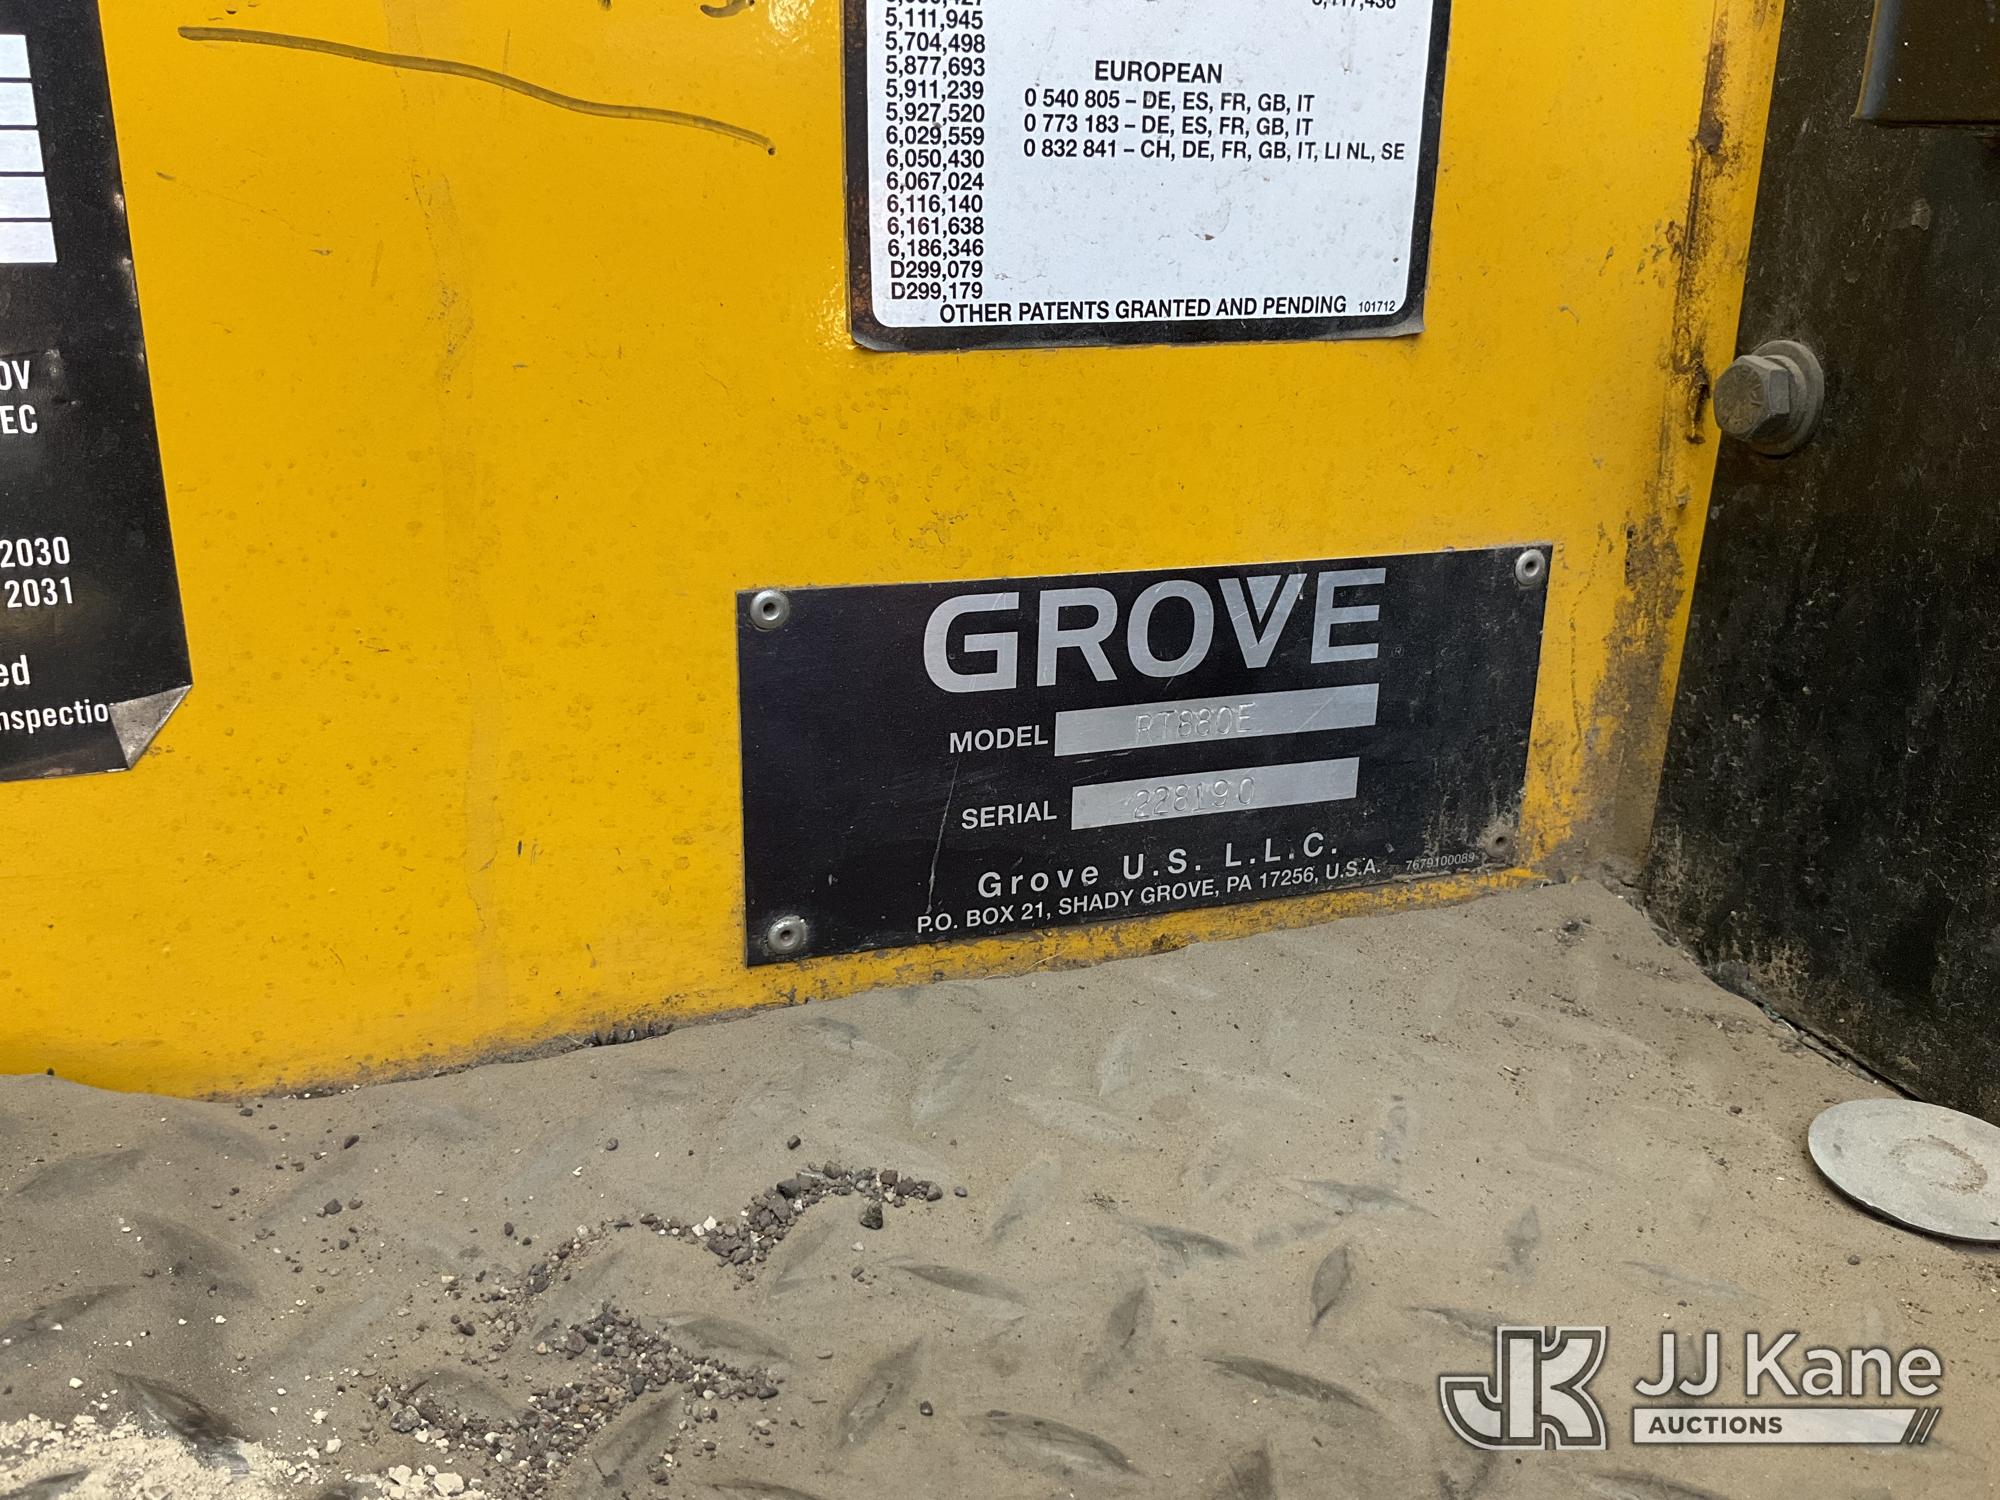 5,111,945
5,704,498
5,877,693
5,911,239
5,927,520
6,029,559
6,050,430
6,067,024
6,116,140
6,161,638
6,186,346
D299,079
D299,179
EUROPEAN
0 540 805 – DE, ES, FR, GB, IT
0 773 183 – DE, ES, FR, GB, IT
0 832 841 – CH, DE, FR, GB, IT, LI NL, SE
OTHER PATENTS GRANTED AND PENDING 101712
EC
2030
2031
GROVE
MODEL RT880E
SERIAL 228190
Grove U.S. L.L.C.
P.O. BOX 21, SHADY GROVE, PA 17256, U.S.A. 7679100089
JK JJ Kane
AUCTIONS